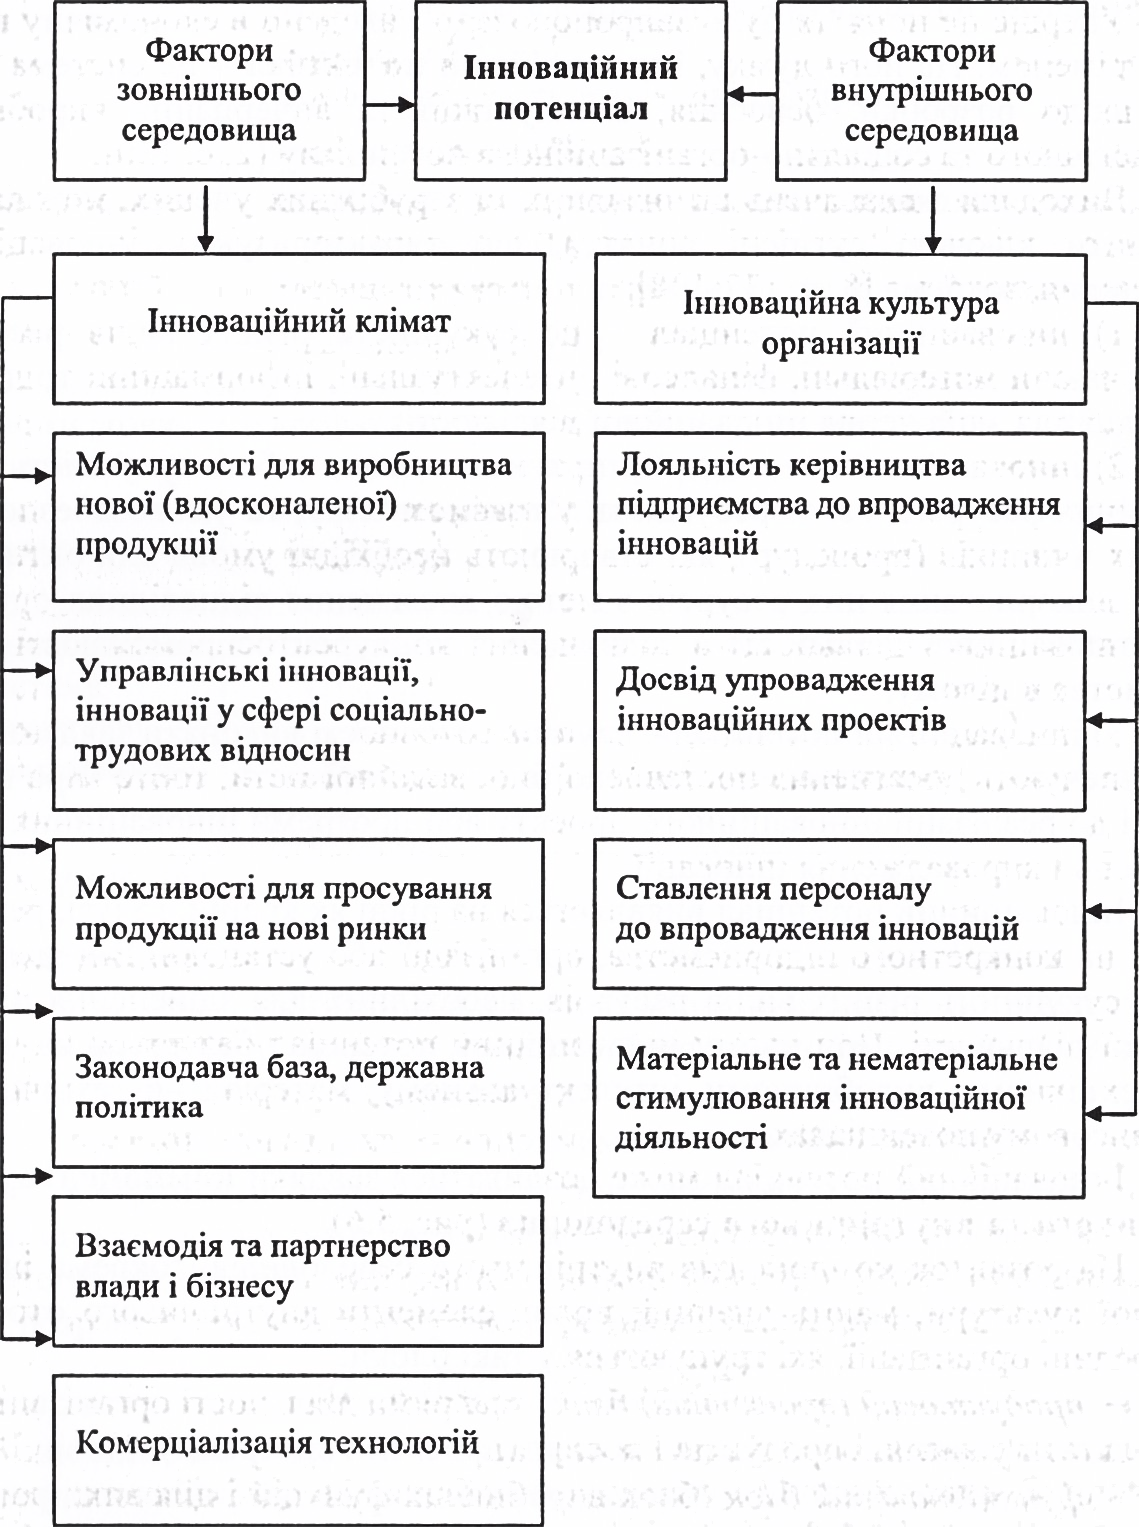 Фактори
зовнішнього
середовища
Інноваційний
потенціал
Фактори
внутрішнього
середовища
Інноваційний клімат
Інноваційна культура
організації
Можливості для виробництва
нової (вдосконаленої)
продукції
Лояльність керівництва
підприємства до впровадження
інновацій
Управлінські інновації,
інновації у сфері соціально-
трудових відносин
Досвід упровадження
інноваційних проектів
Можливості для просування
продукції на нові ринки
Ставлення персоналу
до впровадження інновацій
Законодавча база, державна
політика
Матеріальне та нематеріальне
стимулювання інноваційної
діяльності
Взаємодія та партнерство
влади і бізнесу
Комерціалізація технологій